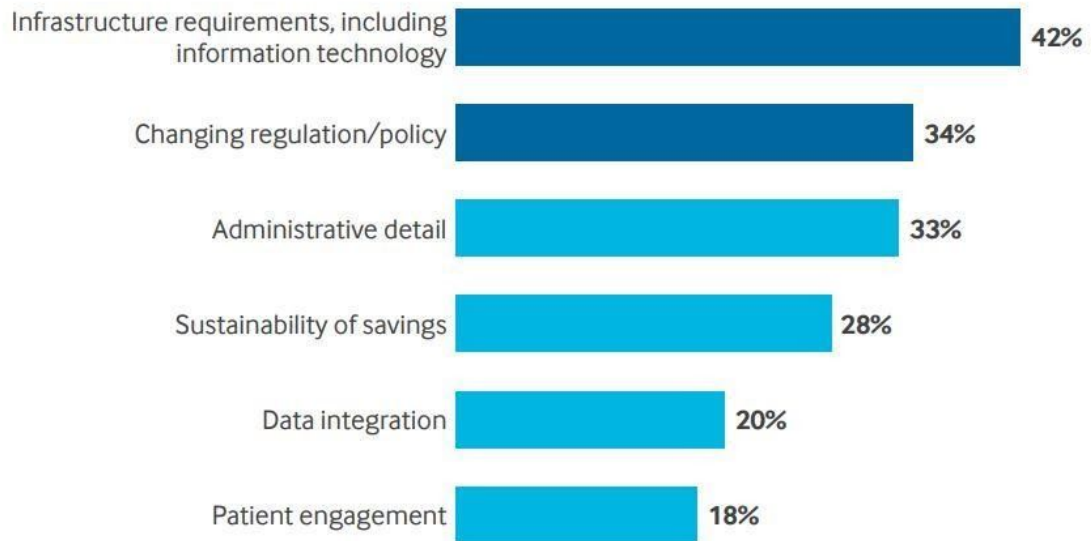 Infrastructure requirements, including
information technology
42%
Changing regulation/policy
34%
Administrative detail
33%
Sustainability of savings
28%
Data integration
20%
Patient engagement
18%